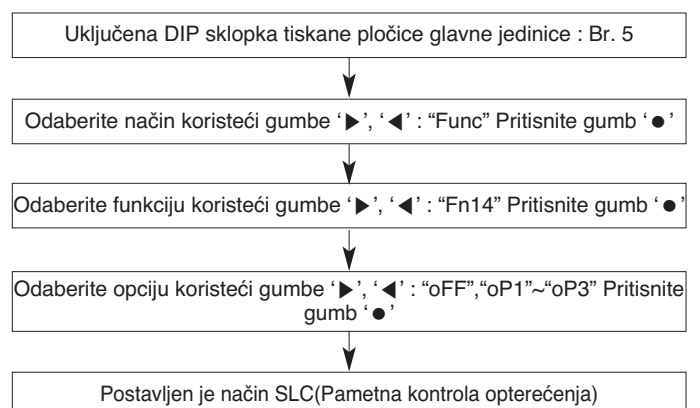 Uključena DIP sklopka tiskane pločice glavne jedinice : Br. 5
Odaberite način koristeći gumbe ‘▶’, ‘◀’ : “Func” Pritisnite gumb ‘●’
Odaberite funkciju koristeći gumbe ‘▶’, ‘◀’ : “Fn14” Pritisnite gumb ‘●’
Odaberite opciju koristeći gumbe ‘▶’, ‘◀’ : “oFF”,“oP1”~“oP3” Pritisnite
gumb ‘●’
Postavljen je način SLC(Pametna kontrola opterećenja)